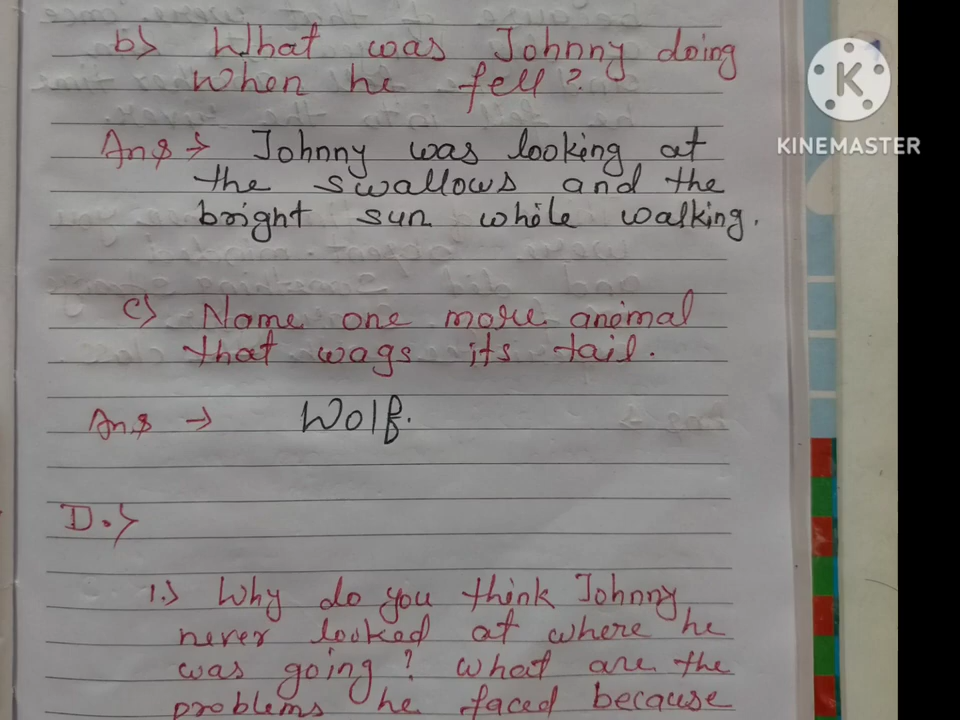 b) What was Johnny doing
when he fell?
Ans → Johnny was looking at
the swallows and the
bright sun while walking.
c) Name one more animal
that wags its tail.
Ans → Wolf.
D.>
1.) Why do you think Johnny
never looked at where he
was going? what are the
problems he faced because
K
KINEMASTER